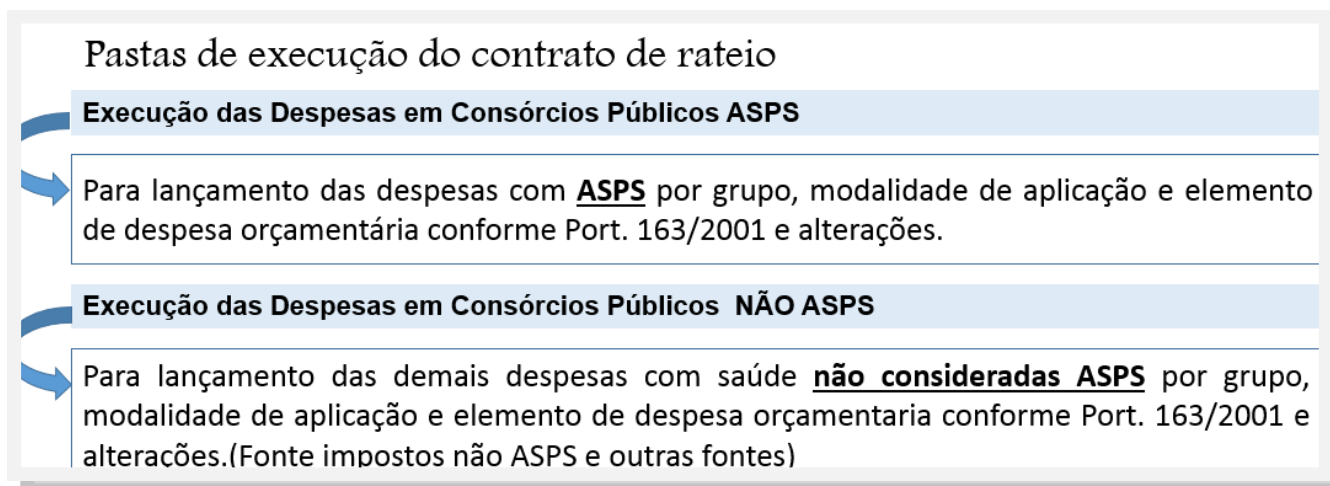 Pastas de execução do contrato de rateio
Execução das Despesas em Consórcios Públicos ASPS
Para lançamento das despesas com ASPS por grupo, modalidade de aplicação e elemento
de despesa orçamentária conforme Port. 163/2001 e alterações.
Execução das Despesas em Consórcios Públicos NÃO ASPS
Para lançamento das demais despesas com saúde não consideradas ASPS por grupo,
modalidade de aplicação e elemento de despesa orçamentaria conforme Port. 163/2001 e
alterações.(Fonte impostos não ASPS e outras fontes)